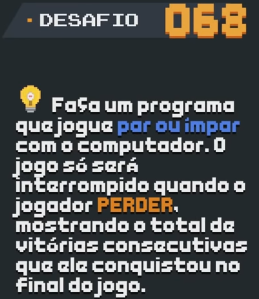 DESAFIO 068
Faça um programa
que jogue par ou ímpar
com o computador. O
jogo só será
interrompido quando o
jogador PERDER,
mostrando o total de
vitórias consecutivas
que ele conquistou no
final do jogo.